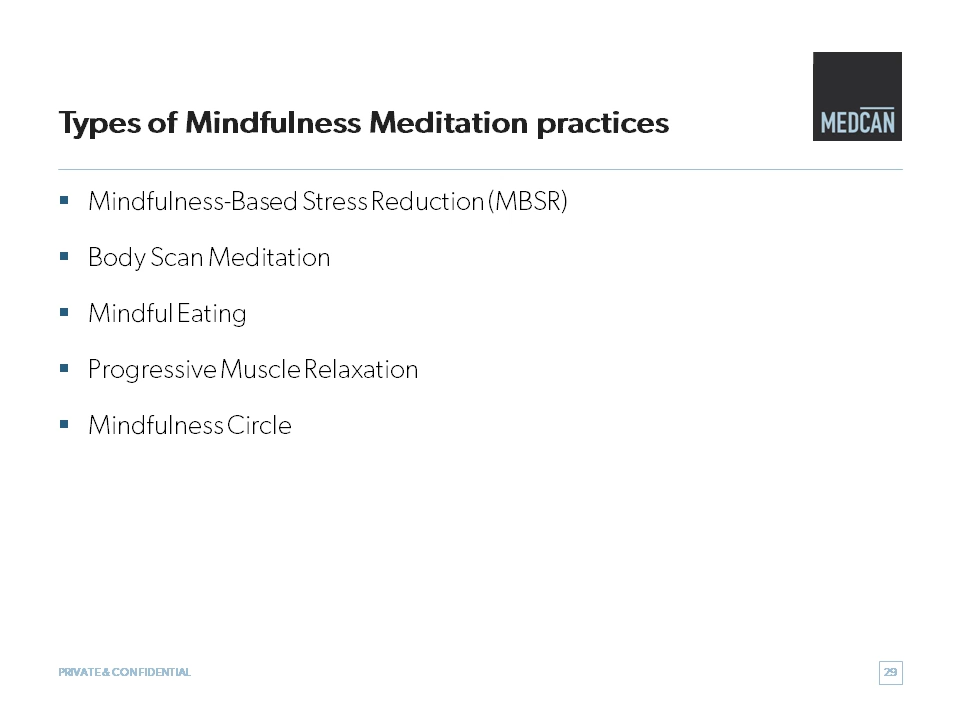 Types of Mindfulness Meditation practices
MEDCAN
▪ Mindfulness-Based Stress Reduction (MBSR)
▪ Body Scan Meditation
▪ Mindful Eating
▪ Progressive Muscle Relaxation
▪ Mindfulness Circle
PRIVATE & CONFIDENTIAL
29